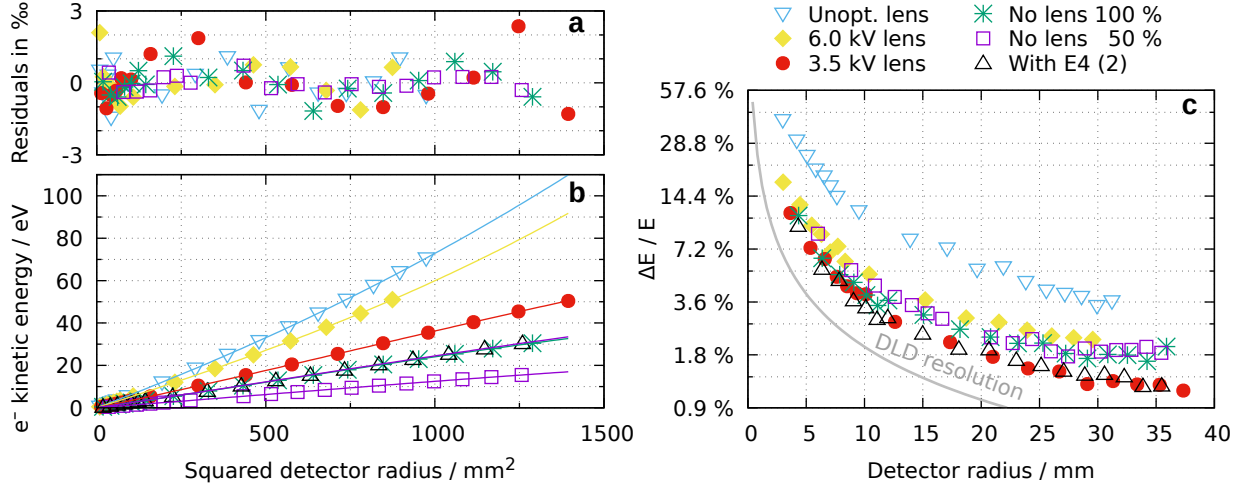 Residuals in ‰
3
0
-3
a
e⁻ kinetic energy / eV
100
80
60
40
20
0
b
0
500
1000
1500
Squared detector radius / mm²
Unopt. lens
6.0 kV lens
3.5 kV lens
No lens 100 %
No lens 50 %
With E4 (2)
ΔE / E
57.6 %
28.8 %
14.4 %
7.2 %
3.6 %
1.8 %
0.9 %
c
DLD resolution
0
5
10
15
20
25
30
35
40
Detector radius / mm